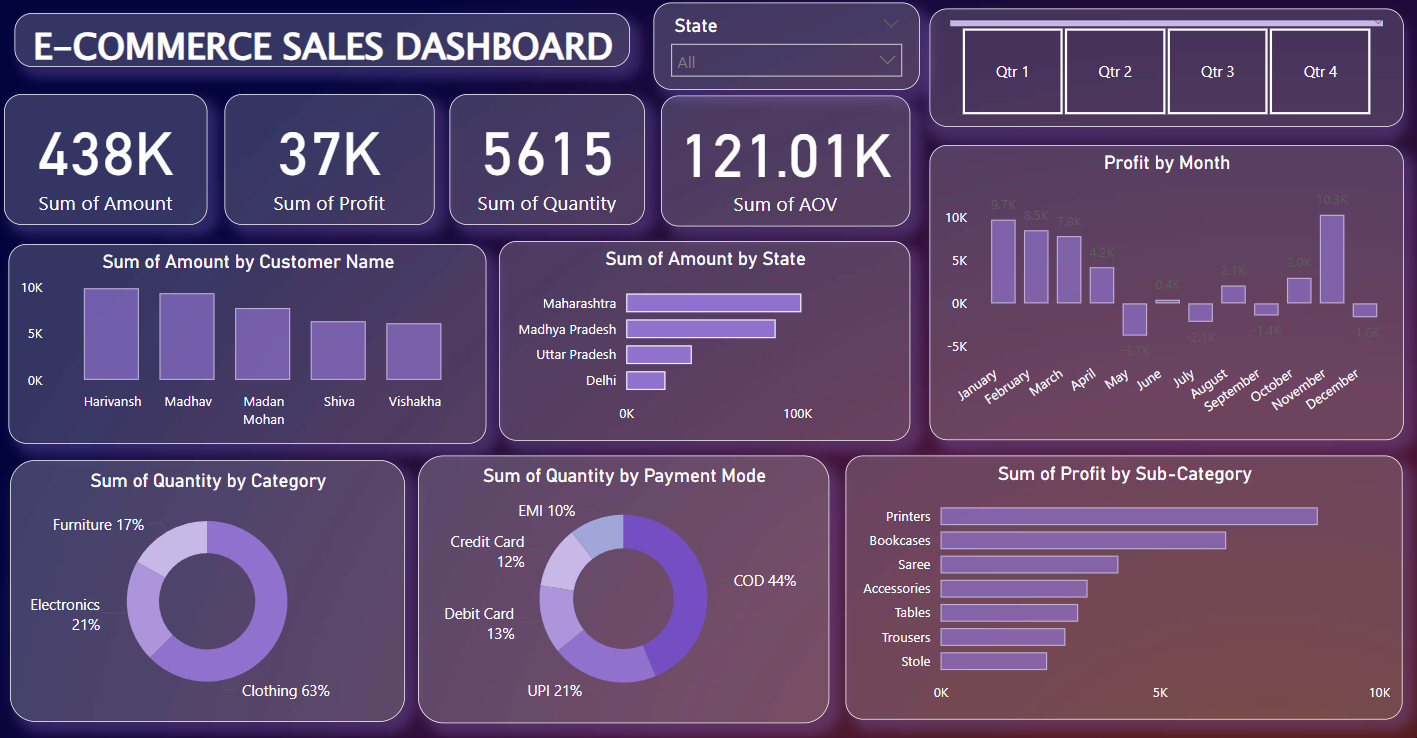 E-COMMERCE SALES DASHBOARD
State
All
Qtr 1
Qtr 2
Qtr 3
Qtr 4
438K
Sum of Amount
37K
Sum of Profit
5615
Sum of Quantity
121.01K
Sum of AOV
Profit by Month
10K
5K
0K
-5K
9.7K
8.5K
7.8K
4.2K
-3.7K
0.4K
-2.1K
2.1K
-1.4K
3.0K
10.3K
-1.6K
January
February
March
April
May
June
July
August
September
October
November
December
Sum of Amount by Customer Name
10K
5K
0K
Harivansh
Madhav
Madan
Mohan
Shiva
Vishakha
Sum of Amount by State
Maharashtra
Madhya Pradesh
Uttar Pradesh
Delhi
0K
100K
Sum of Quantity by Category
Furniture 17%
Electronics
21%
Clothing 63%
Sum of Quantity by Payment Mode
EMI 10%
Credit Card
12%
COD 44%
Debit Card
13%
UPI 21%
Sum of Profit by Sub-Category
Printers
Bookcases
Saree
Accessories
Tables
Trousers
Stole
0K
5K
10K